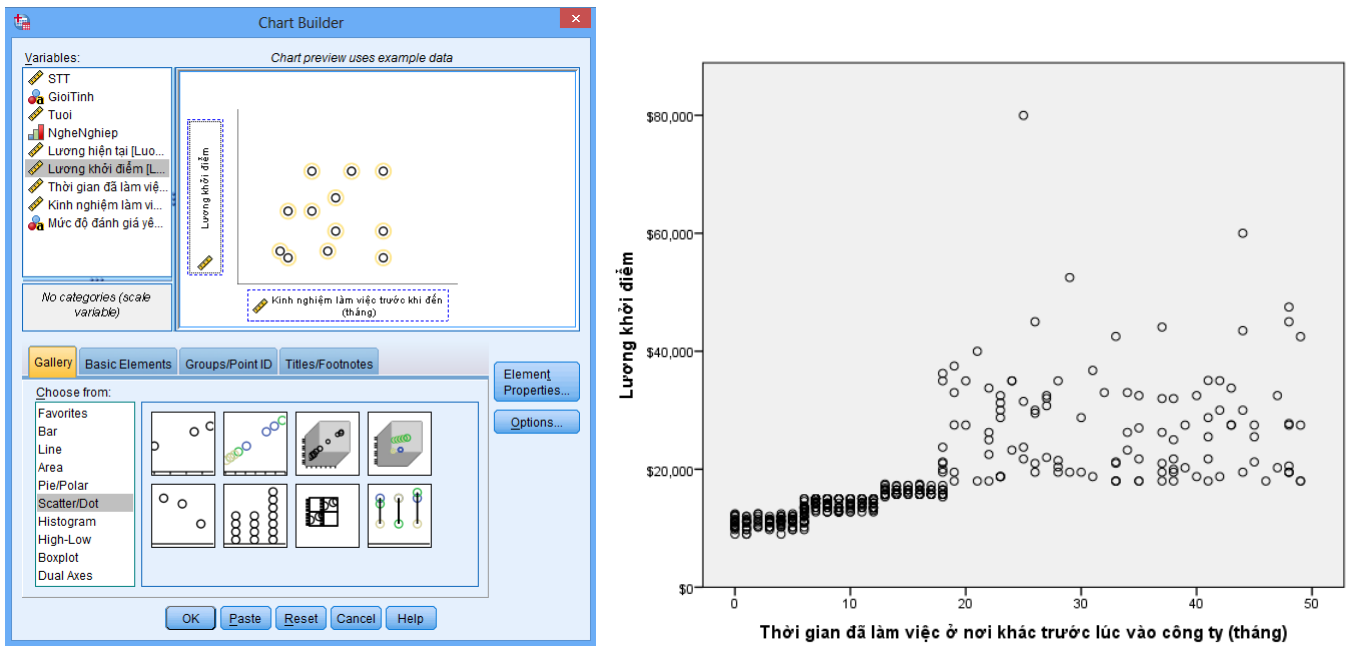 Chart Builder
Variables:
STT
GioiTinh
Tuoi
NgheNghiep
Lương hiện tại [Luo...
Lương khởi điểm [L...
Thời gian đã làm việ...
Kinh nghiệm làm vi...
Mức độ đánh giá yê...
No categories (scale
variable)
Chart preview uses example data
Lương khởi điểm
Kinh nghiệm làm việc trước khi đến
(tháng)
Gallery
Basic Elements
Groups/Point ID
Titles/Footnotes
Choose from:
Favorites
Bar
Line
Area
Pie/Polar
Scatter/Dot
Histogram
High-Low
Boxplot
Dual Axes
Element
Properties...
Options...
OK
Paste
Reset
Cancel
Help
Lương khởi điểm
$80,000
$60,000
$40,000
$20,000
$0
0 10 20 30 40 50
Thời gian đã làm việc ở nơi khác trước lúc vào công ty (tháng)